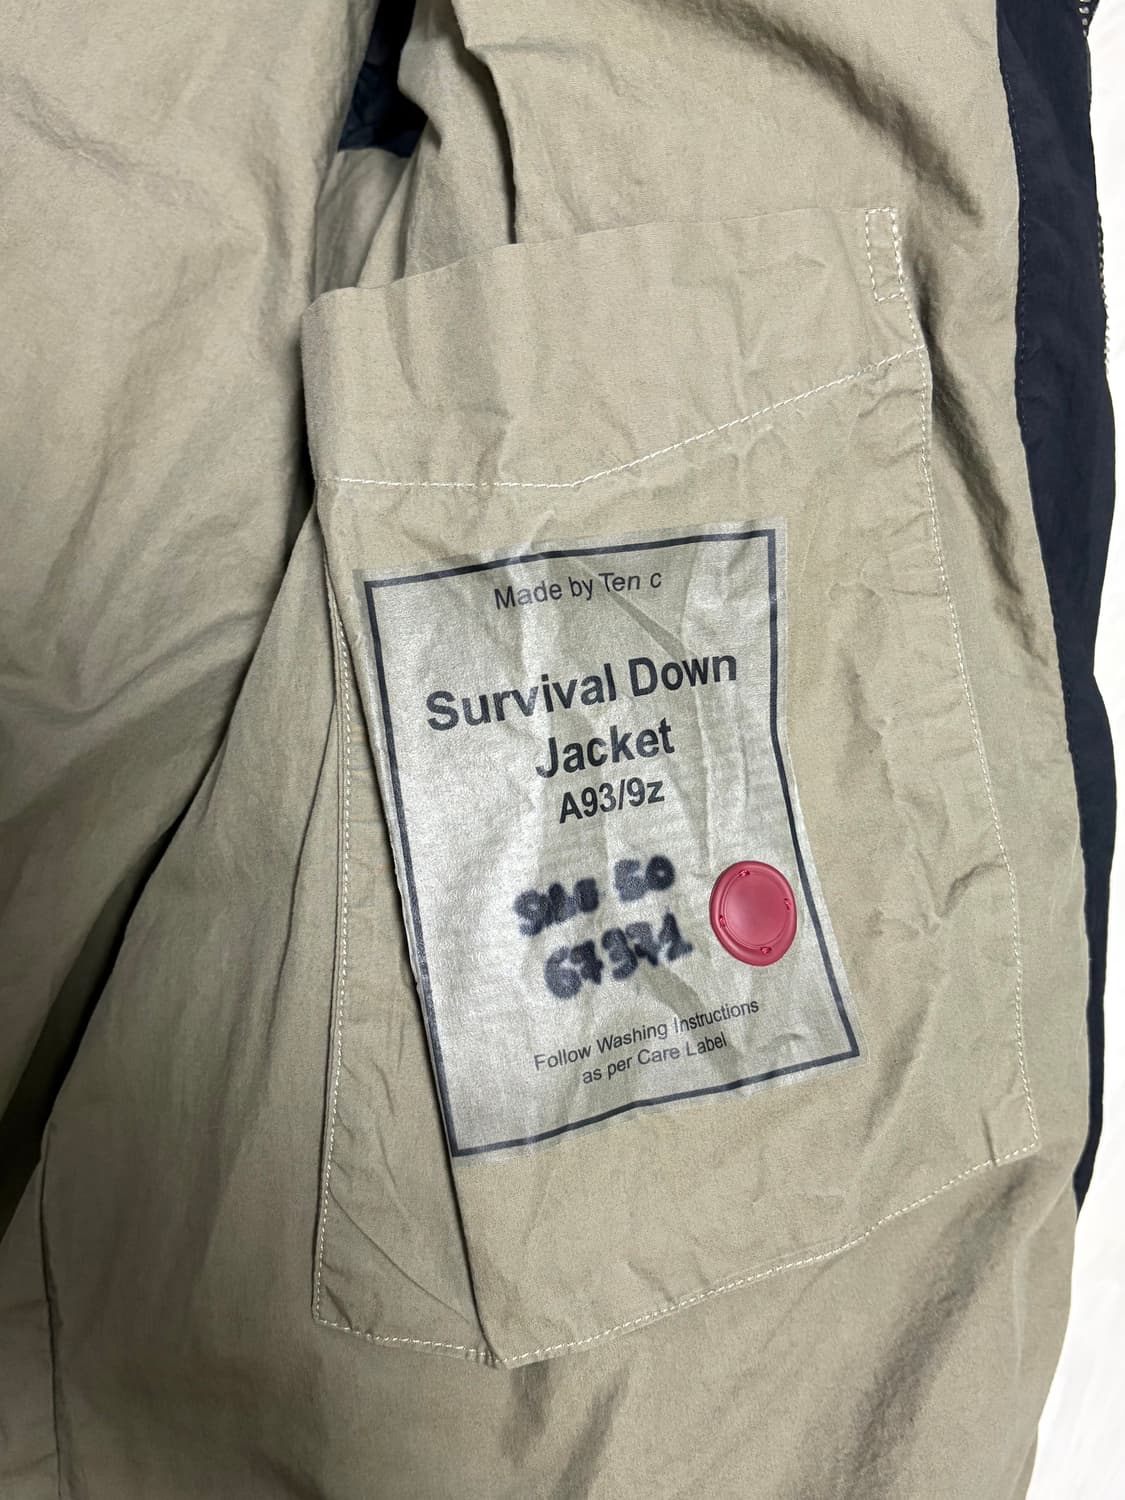 Made by Ten c
Survival Down
Jacket
A93/9z
Follow Washing Instructions
as per Care Label